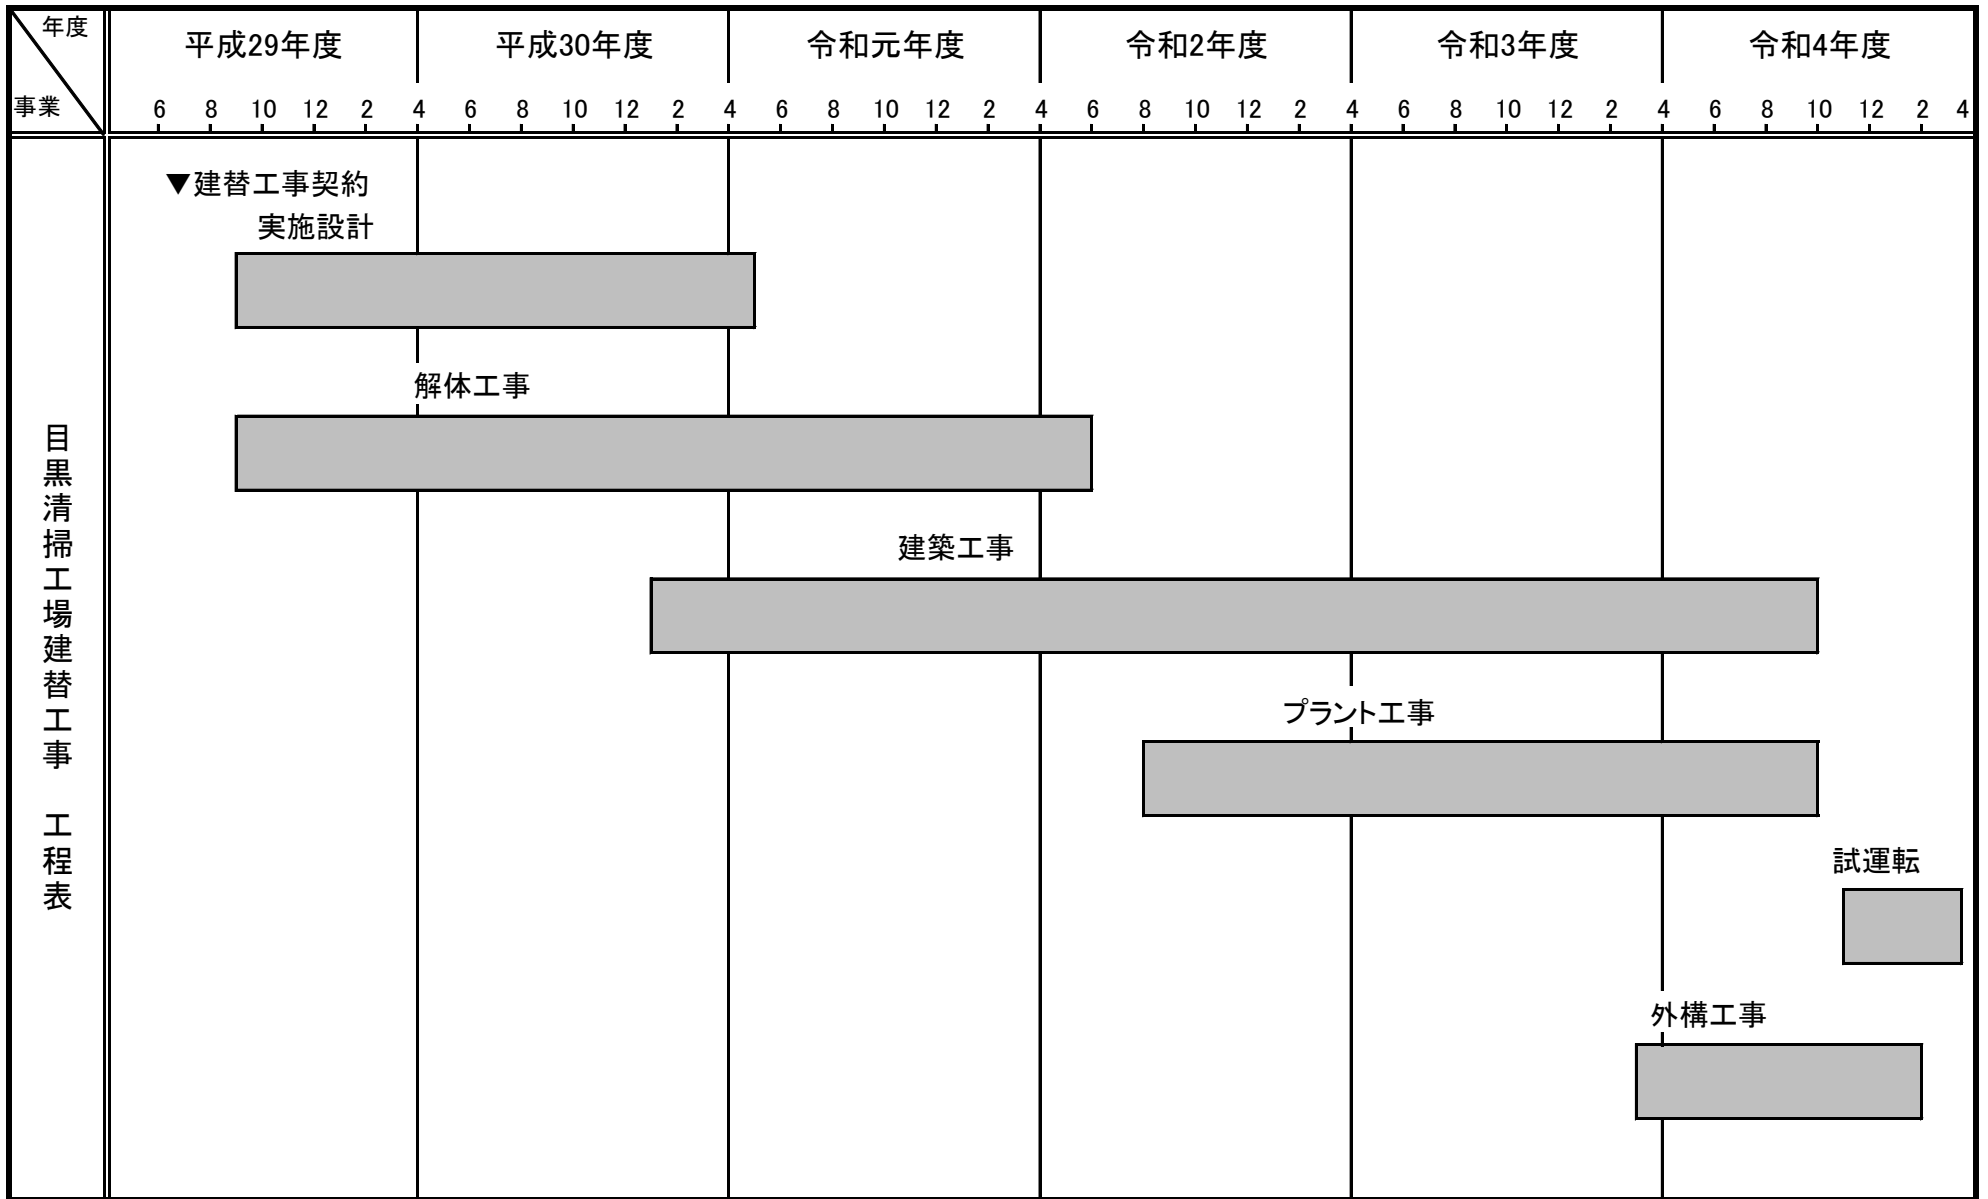 年度
平成29年度 平成30年度 令和元年度 令和2年度 令和3年度 令和4年度
事業
6 8 10 12 2 4 6 8 10 12 2 4 6 8 10 12 2 4 6 8 10 12 2 4 6 8 10 12 2 4 6 8 10 12 2 4
目黒清掃工場建替工事 工程表
▼建替工事契約
実施設計
解体工事
建築工事
プラント工事
試運転
外構工事